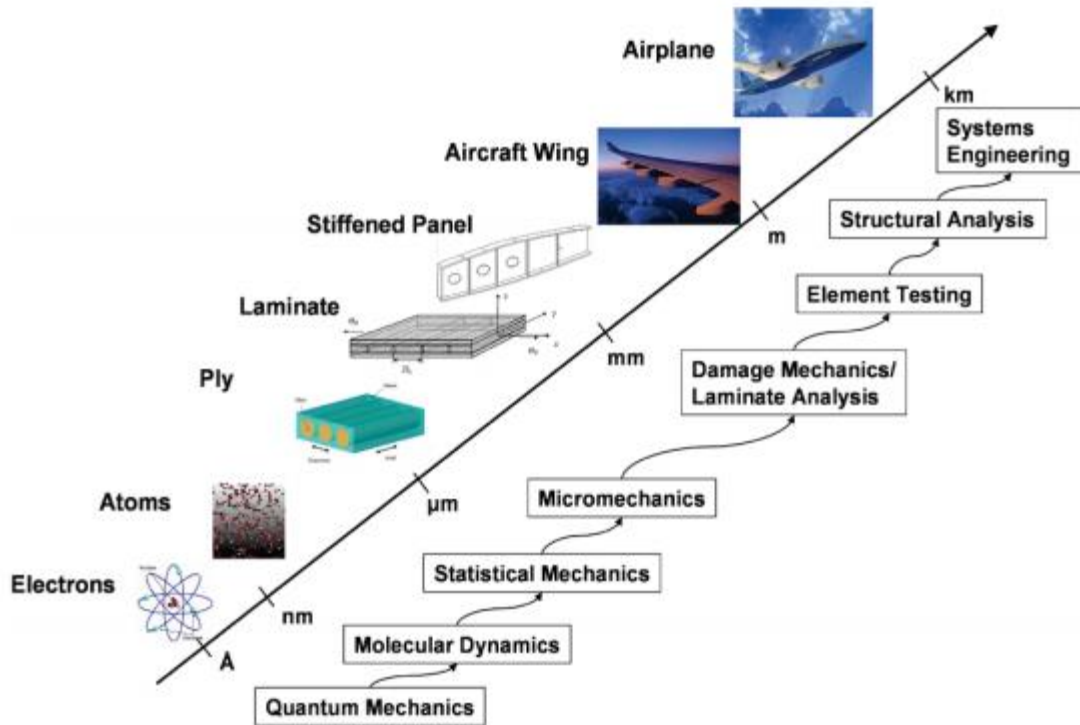 Airplane
km
Systems
Engineering
Aircraft Wing
Structural Analysis
m
Stiffened Panel
Element Testing
Laminate
mm
Damage Mechanics/
Laminate Analysis
Ply
Micromechanics
µm
Atoms
Statistical Mechanics
Electrons
nm
Molecular Dynamics
A
Quantum Mechanics